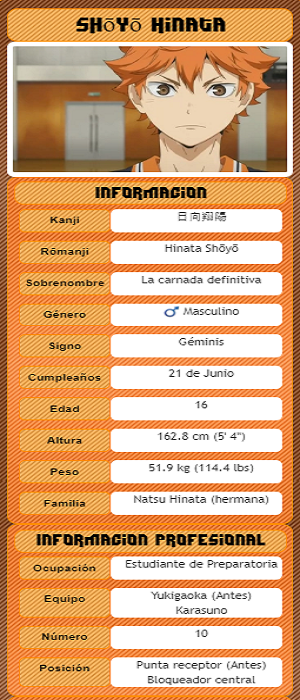 Shōyō Hinata
Informacion
Kanji
日向翔陽
Rōmanji
Hinata Shōyō
Sobrenombre
La carnada definitiva
Género
♂ Masculino
Signo
Géminis
Cumpleaños
21 de Junio
Edad
16
Altura
162.8 cm (5' 4")
Peso
51.9 kg (114.4 lbs)
Familia
Natsu Hinata (hermana)
Informacion Profesional
Ocupación
Estudiante de Preparatoria
Equipo
Yukigaoka (Antes)
Karasuno
Número
10
Posición
Punta receptor (Antes)
Bloqueador central